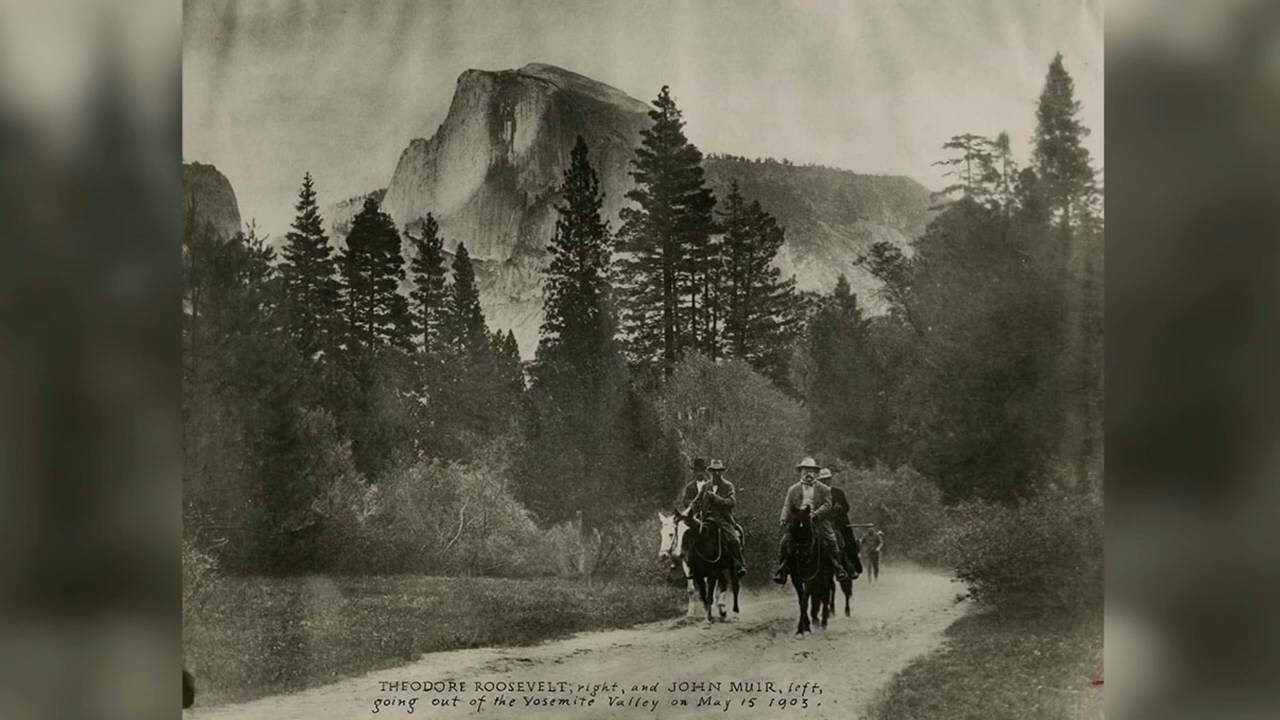 THEODORE ROOSEVELT, right, and JOHN MUIR, left,
going out of the Yosemite Valley on May 15 1903.